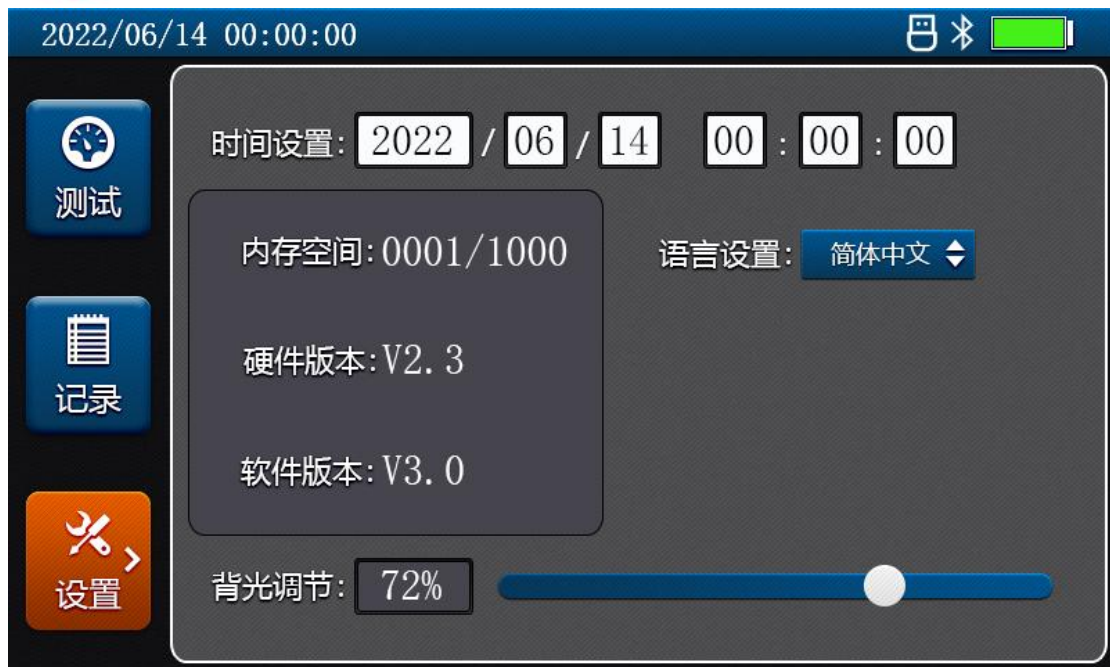 2022/06/14 00:00:00
测试
记录
设置
时间设置: 2022 / 06 / 14 00 : 00 : 00
内存空间:0001/1000
语言设置: 简体中文
硬件版本:V2.3
软件版本:V3.0
背光调节: 72%